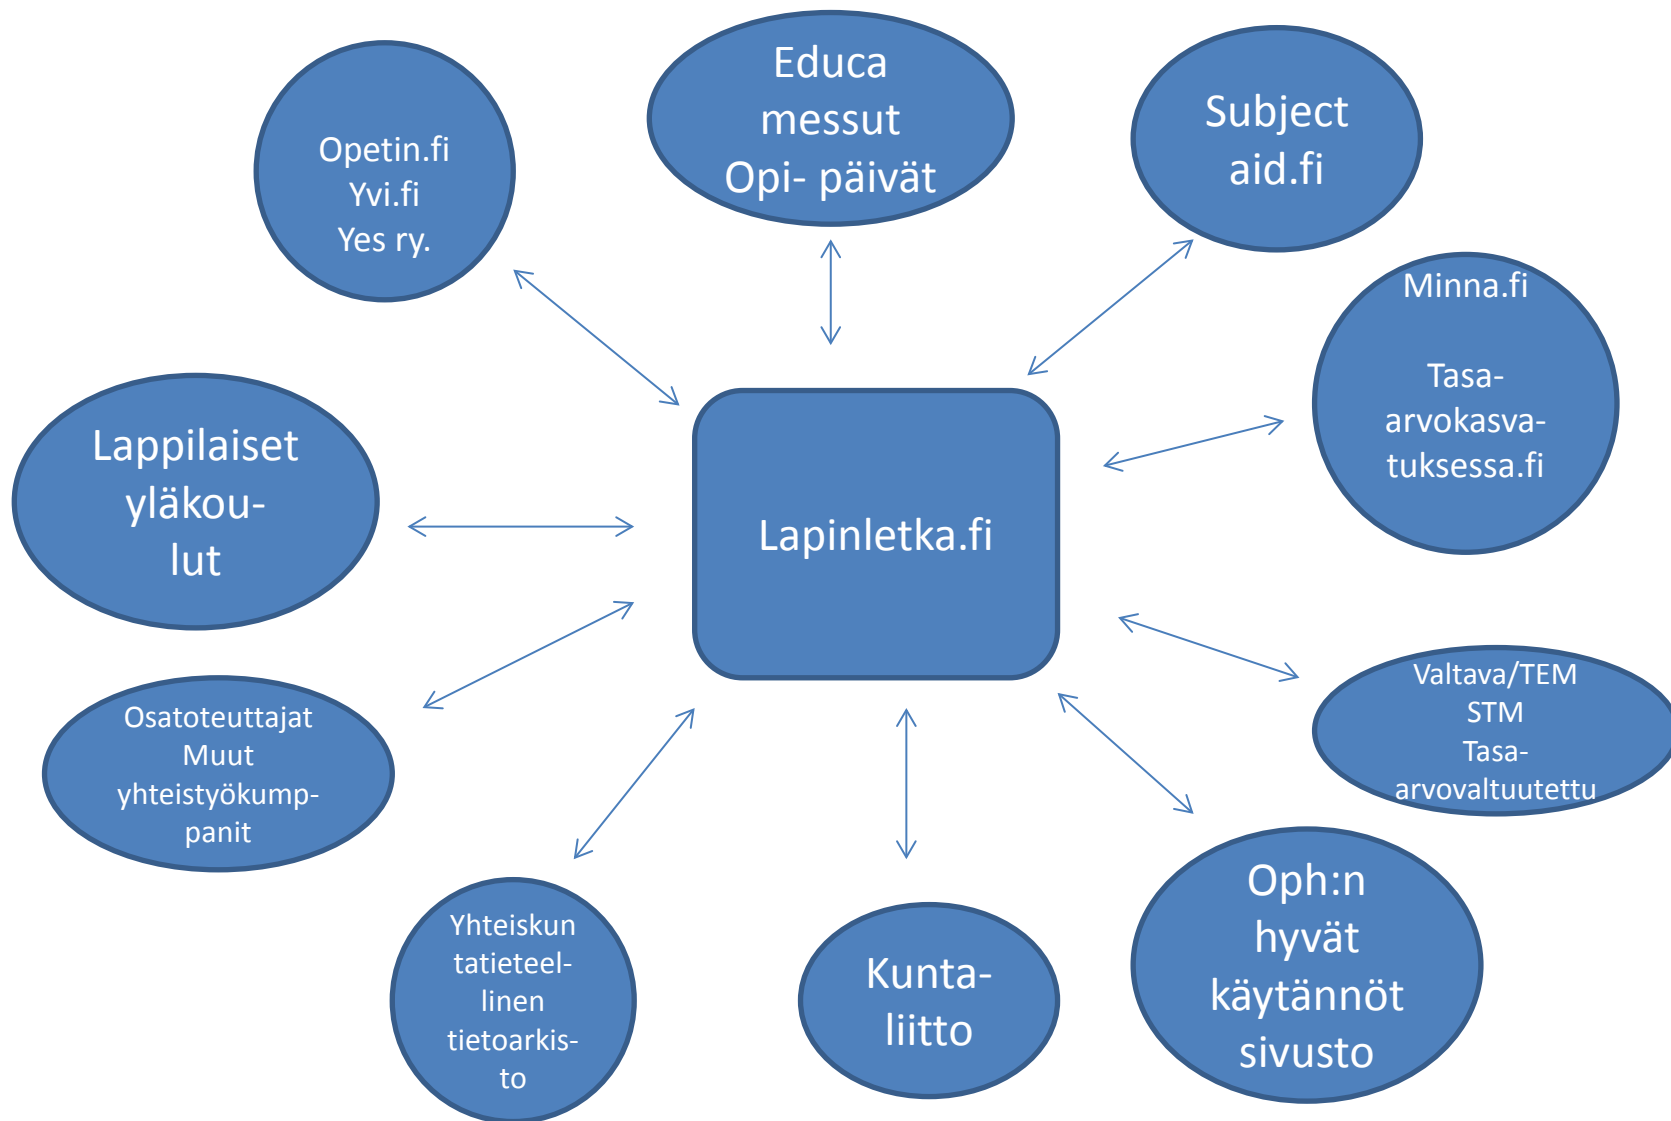 Educa
messut
Opi- päivät
Subject
aid.fi
Opetin.fi
Yvi.fi
Yes ry.
Minna.fi
Tasa-
arvokasva-
tuksessa.fi
Lappilaiset
yläkou-
lut
Lapinletka.fi
Valtava/TEM
STM
Tasa-
arvovaltuutettu
Osatoteuttajat
Muut
yhteistyökump-
panit
Oph:n
hyvät
käytännöt
sivusto
Yhteiskun
tatieteel-
linen
tietoarkis-
to
Kunta-
liitto